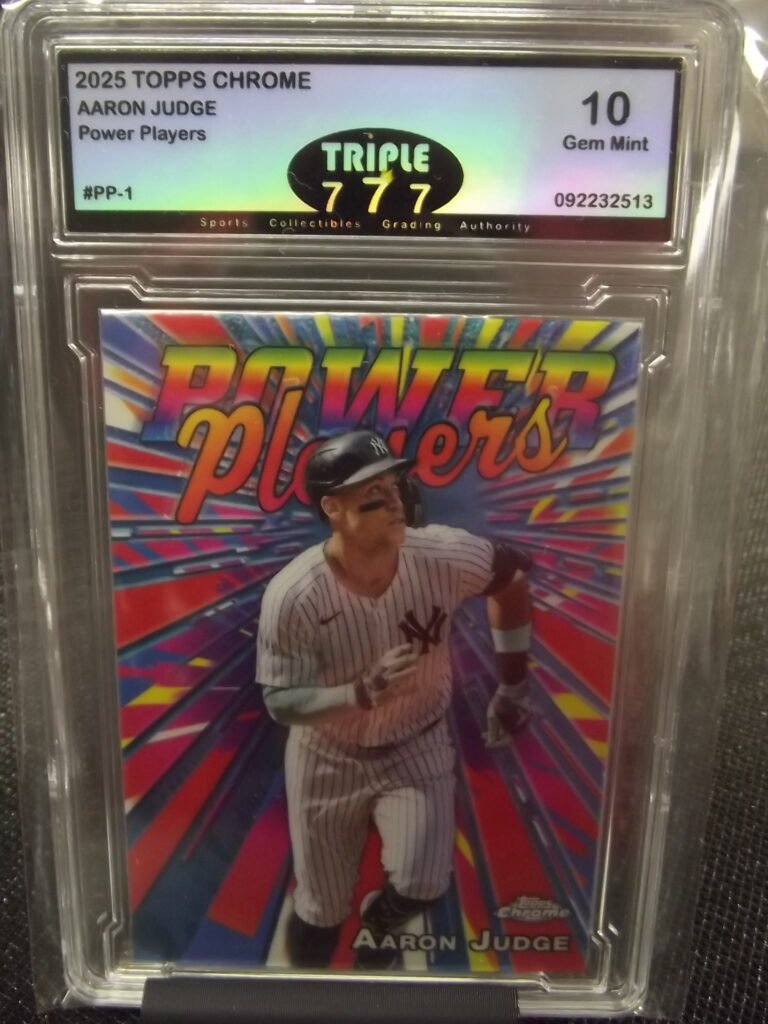 2025 TOPPS CHROME
AARON JUDGE
Power Players
#PP-1
10
Gem Mint
092232513
TRIPLE
777
Sports Collectibles Grading Authority
POWER
Players
NY
NY
Topps
Chrome
AARON JUDGE